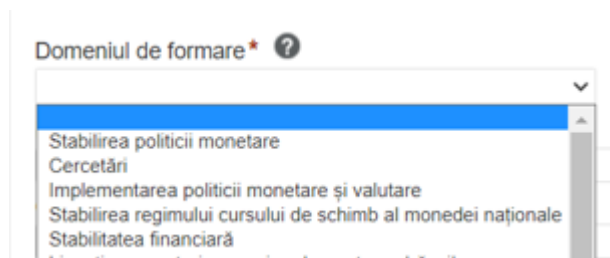 Domeniul de formare* ?
Stabilirea politicii monetare
Cercetări
Implementarea politicii monetare și valutare
Stabilirea regimului cursului de schimb al monedei naționale
Stabilitatea financiară